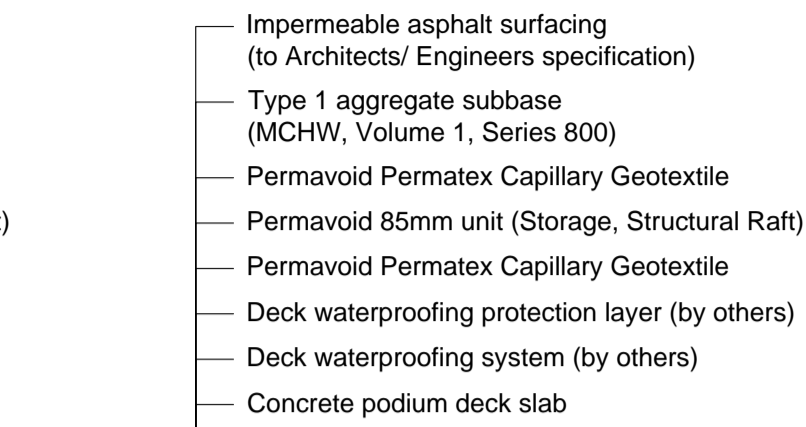 Impermeable asphalt surfacing
(to Architects/ Engineers specification)
Type 1 aggregate subbase
(MCHW, Volume 1, Series 800)
Permavoid Permatex Capillary Geotextile
)
Permavoid 85mm unit (Storage, Structural Raft)
Permavoid Permatex Capillary Geotextile
Deck waterproofing protection layer (by others)
Deck waterproofing system (by others)
Concrete podium deck slab